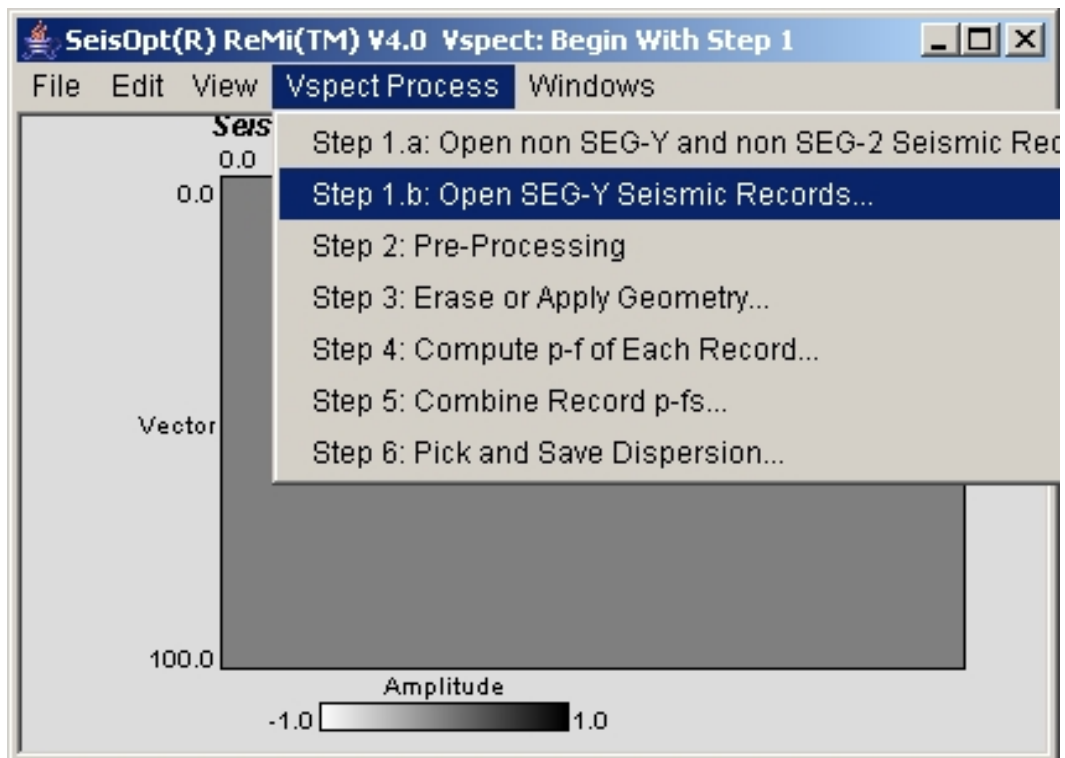 SeisOpt(R) ReMi(TM) V4.0 Vspect: Begin With Step 1
File Edit View Vspect Process Windows
Seis
0.0
0.0
Step 1.a: Open non SEG-Y and non SEG-2 Seismic Rec
Step 1.b: Open SEG-Y Seismic Records...
Step 2: Pre-Processing
Step 3: Erase or Apply Geometry...
Step 4: Compute p-f of Each Record...
Step 5: Combine Record p-fs...
Step 6: Pick and Save Dispersion...
Vector
100.0
Amplitude
-1.0 1.0